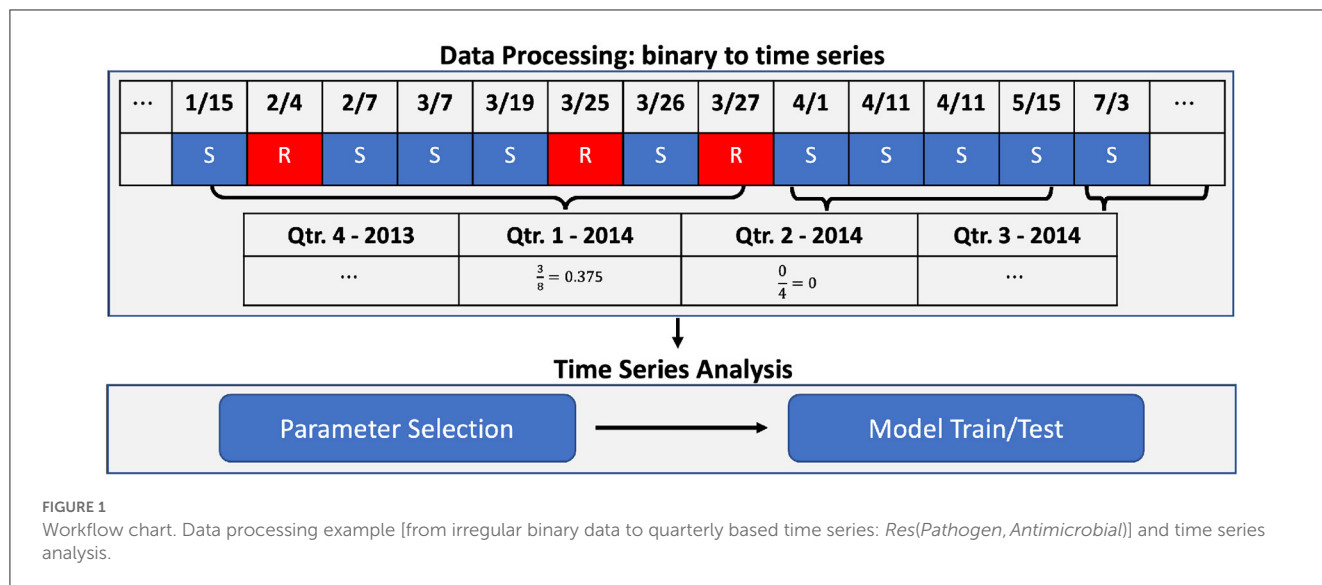 Data Processing: binary to time series
... 1/15 2/4 2/7 3/7 3/19 3/25 3/26 3/27 4/1 4/11 4/11 5/15 7/3 ...
S R S S S R S R S S S S S
Qtr. 4 - 2013 Qtr. 1 - 2014 Qtr. 2 - 2014 Qtr. 3 - 2014
... 3/8 = 0.375 0/4 = 0 ...
Time Series Analysis
Parameter Selection Model Train/Test
FIGURE 1
Workflow chart. Data processing example [from irregular binary data to quarterly based time series: Res(Pathogen, Antimicrobial)] and time series
analysis.